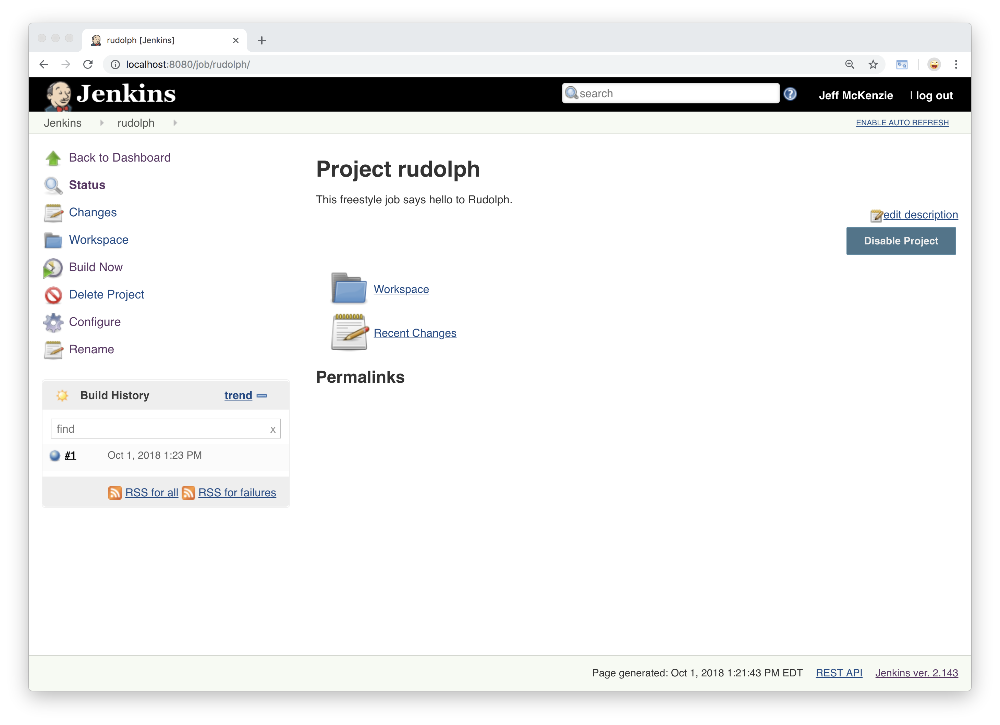 rudolph [Jenkins]
localhost:8080/job/rudolph/
Jenkins
search
Jeff McKenzie
| log out
Jenkins
rudolph
ENABLE AUTO REFRESH
Back to Dashboard
Status
Changes
Workspace
Build Now
Delete Project
Configure
Rename
Build History
trend
find
x
#1
Oct 1, 2018 1:23 PM
RSS for all
RSS for failures
Project rudolph
This freestyle job says hello to Rudolph.
edit description
Disable Project
Workspace
Recent Changes
Permalinks
Page generated: Oct 1, 2018 1:21:43 PM EDT
REST API
Jenkins ver. 2.143